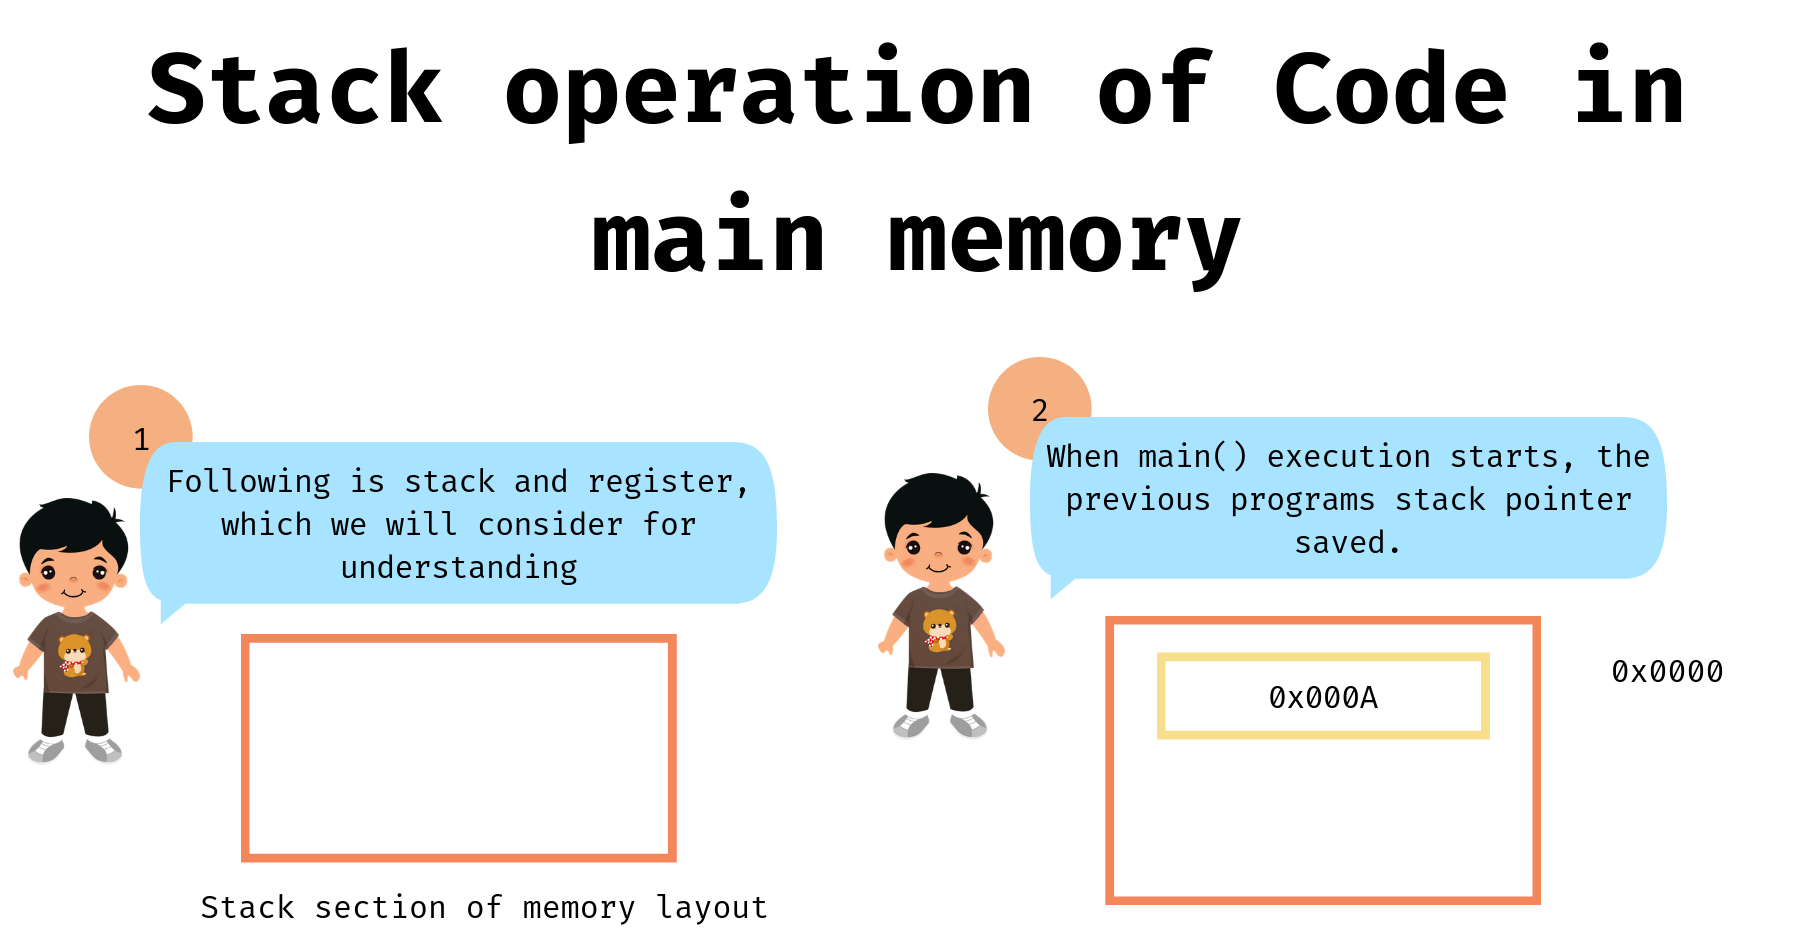 Stack operation of Code in
main memory
1
Following is stack and register,
which we will consider for
understanding
Stack section of memory layout
2
When main() execution starts, the
previous programs stack pointer
saved.
0x000A
0x0000